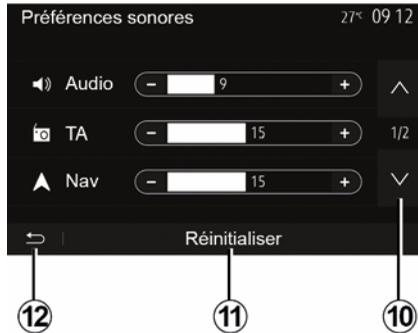 Préférences sonores 27°C 09 12
Audio - 9 +
TA - 15 +
1/2
Nav - 15 +
Réinitialiser
12 11 10